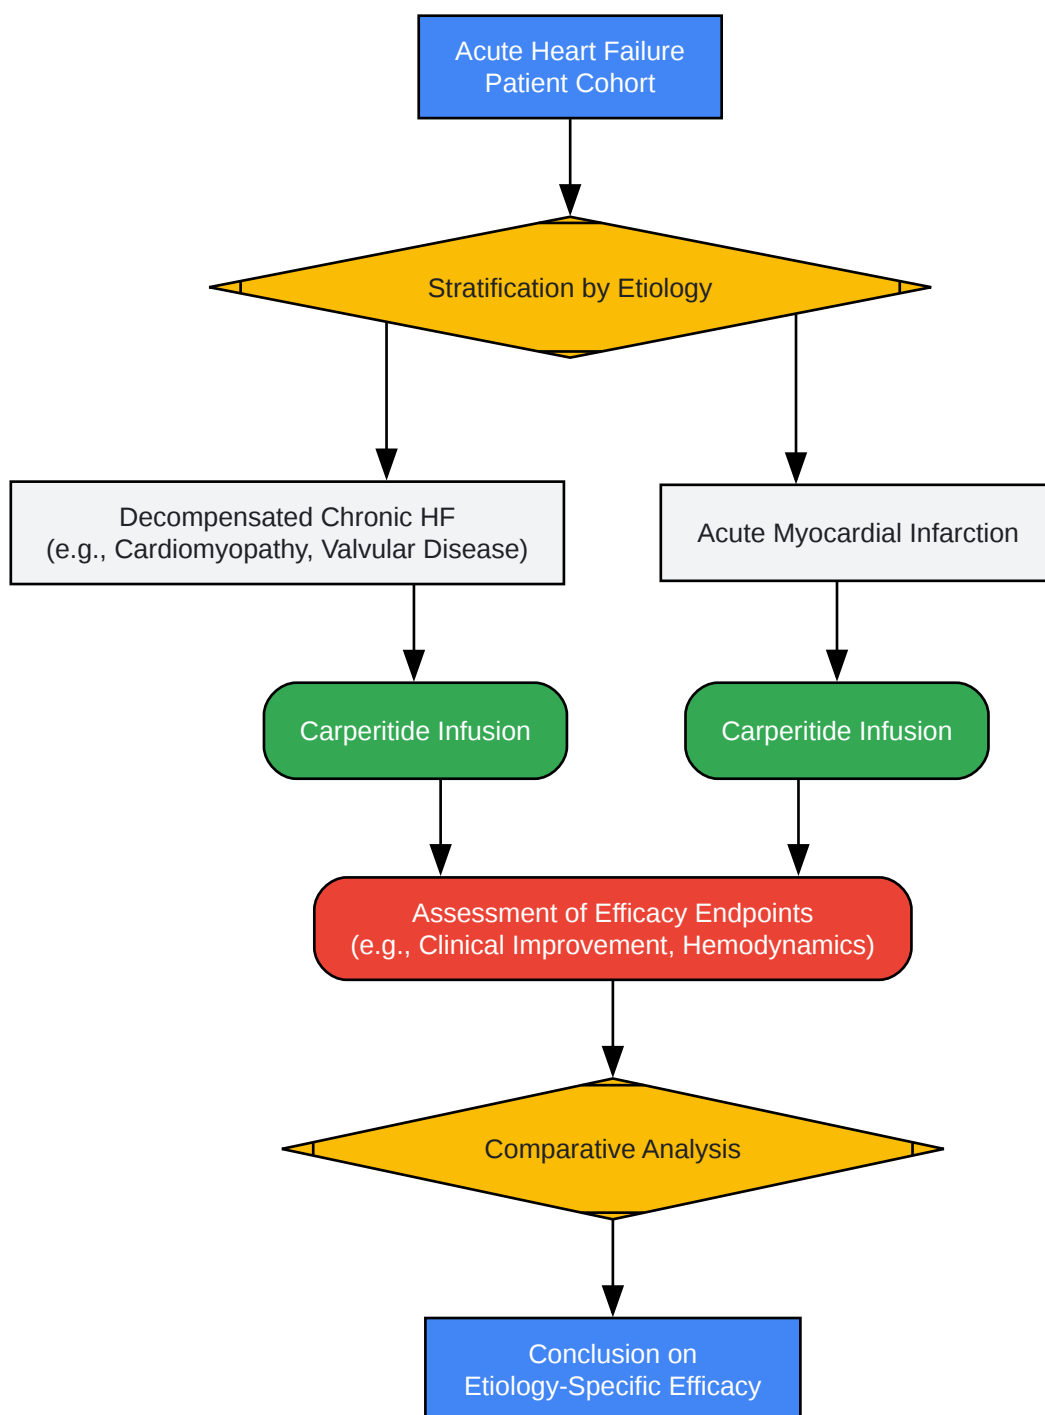 Acute Heart Failure
Patient Cohort
Stratification by Etiology
Decompensated Chronic HF
(e.g., Cardiomyopathy, Valvular Disease)
Acute Myocardial Infarction
Carperitide Infusion
Carperitide Infusion
Assessment of Efficacy Endpoints
(e.g., Clinical Improvement, Hemodynamics)
Comparative Analysis
Conclusion on
Etiology-Specific Efficacy